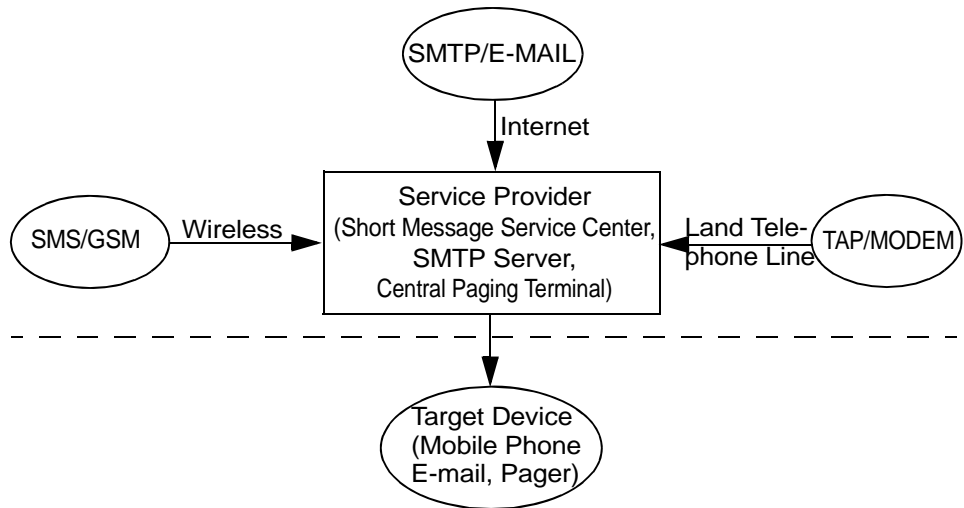 SMTP/E-MAIL
Internet
Service Provider
(Short Message Service Center,
SMTP Server,
Central Paging Terminal)
SMS/GSM
Wireless
Land Tele-
phone Line
TAP/MODEM
Target Device
(Mobile Phone
E-mail, Pager)